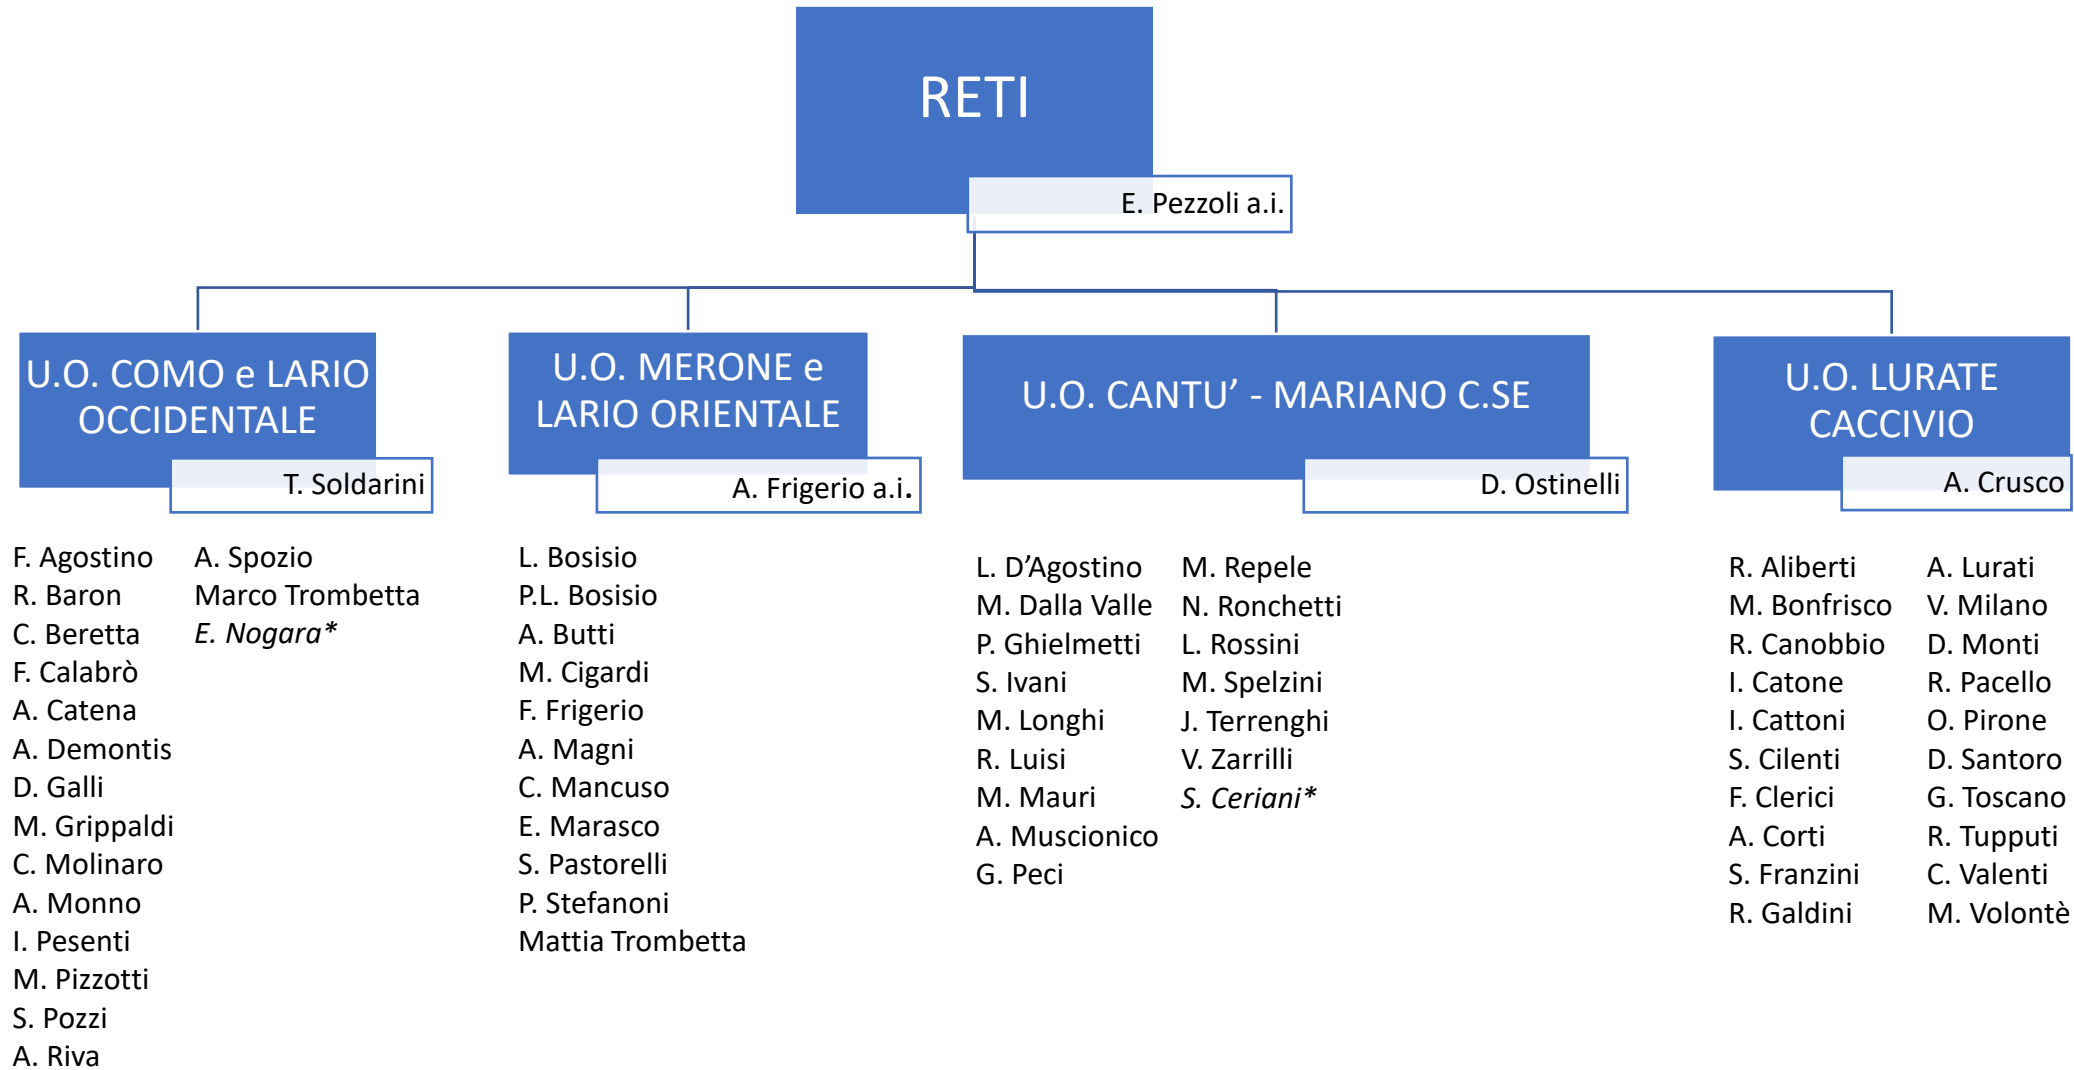 RETI
E. Pezzoli a.i.
U.O. COMO e LARIO
OCCIDENTALE
T. Soldarini
F. Agostino
R. Baron
C. Beretta
F. Calabrò
A. Catena
A. Demontis
D. Galli
M. Grippaldi
C. Molinaro
A. Monno
I. Pesenti
M. Pizzotti
S. Pozzi
A. Riva
A. Spozio
Marco Trombetta
E. Nogara*
U.O. MERONE e
LARIO ORIENTALE
A. Frigerio a.i.
L. Bosisio
P.L. Bosisio
A. Butti
M. Cigardi
F. Frigerio
A. Magni
C. Mancuso
E. Marasco
S. Pastorelli
P. Stefanoni
Mattia Trombetta
U.O. CANTU’ - MARIANO C.SE
D. Ostinelli
L. D’Agostino
M. Dalla Valle
P. Ghielmetti
S. Ivani
M. Longhi
R. Luisi
M. Mauri
A. Muscionico
G. Peci
M. Repele
N. Ronchetti
L. Rossini
M. Spelzini
J. Terrenghi
V. Zarrilli
S. Ceriani*
U.O. LURATE
CACCIVIO
A. Crusco
R. Aliberti
M. Bonfrisco
R. Canobbio
I. Catone
I. Cattoni
S. Cilenti
F. Clerici
A. Corti
S. Franzini
R. Galdini
A. Lurati
V. Milano
D. Monti
R. Pacello
O. Pirone
D. Santoro
G. Toscano
R. Tupputi
C. Valenti
M. Volontè